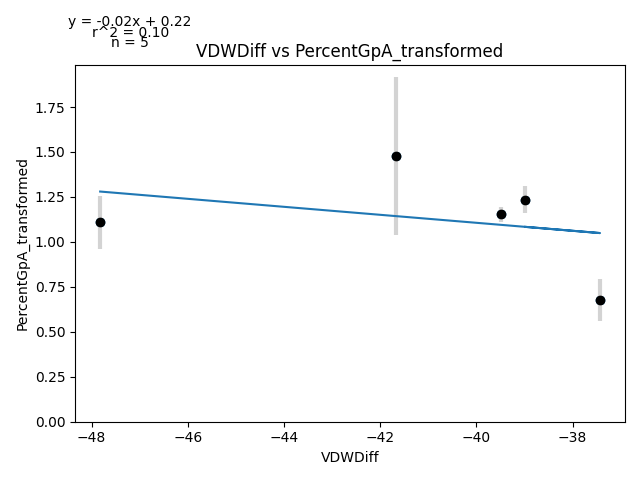 y = -0.02x + 0.22
r^2 = 0.10
n = 5
VDWDiff vs PercentGpA_transformed
PercentGpA_transformed
1.75
1.50
1.25
1.00
0.75
0.50
0.25
0.00
−48 −46 −44 −42 −40 −38
VDWDiff